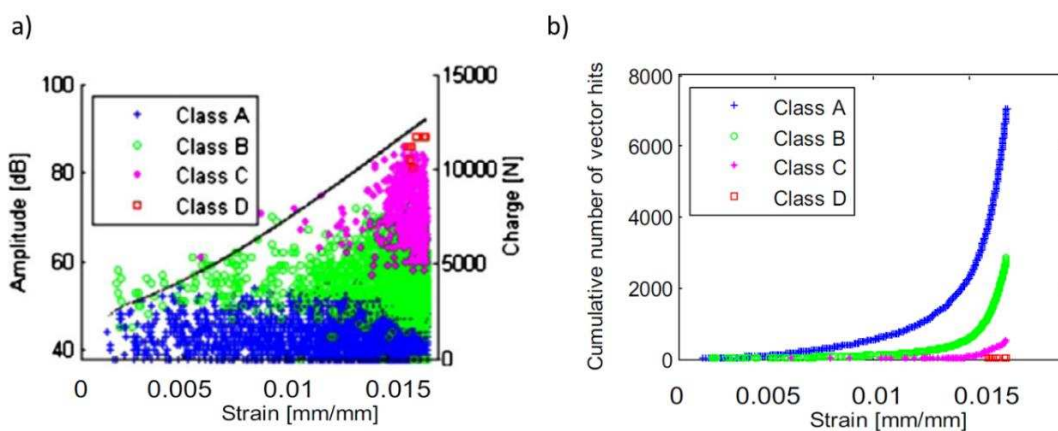 a)
100
80
60
40
Amplitude [dB]
Class A
Class B
Class C
Class D
15000
10000
5000
0
Charge [N]
0 0.005 0.01 0.015
Strain [mm/mm]
b)
8000
6000
4000
2000
0
Cumulative number of vector hits
Class A
Class B
Class C
Class D
0 0.005 0.01 0.015
Strain [mm/mm]